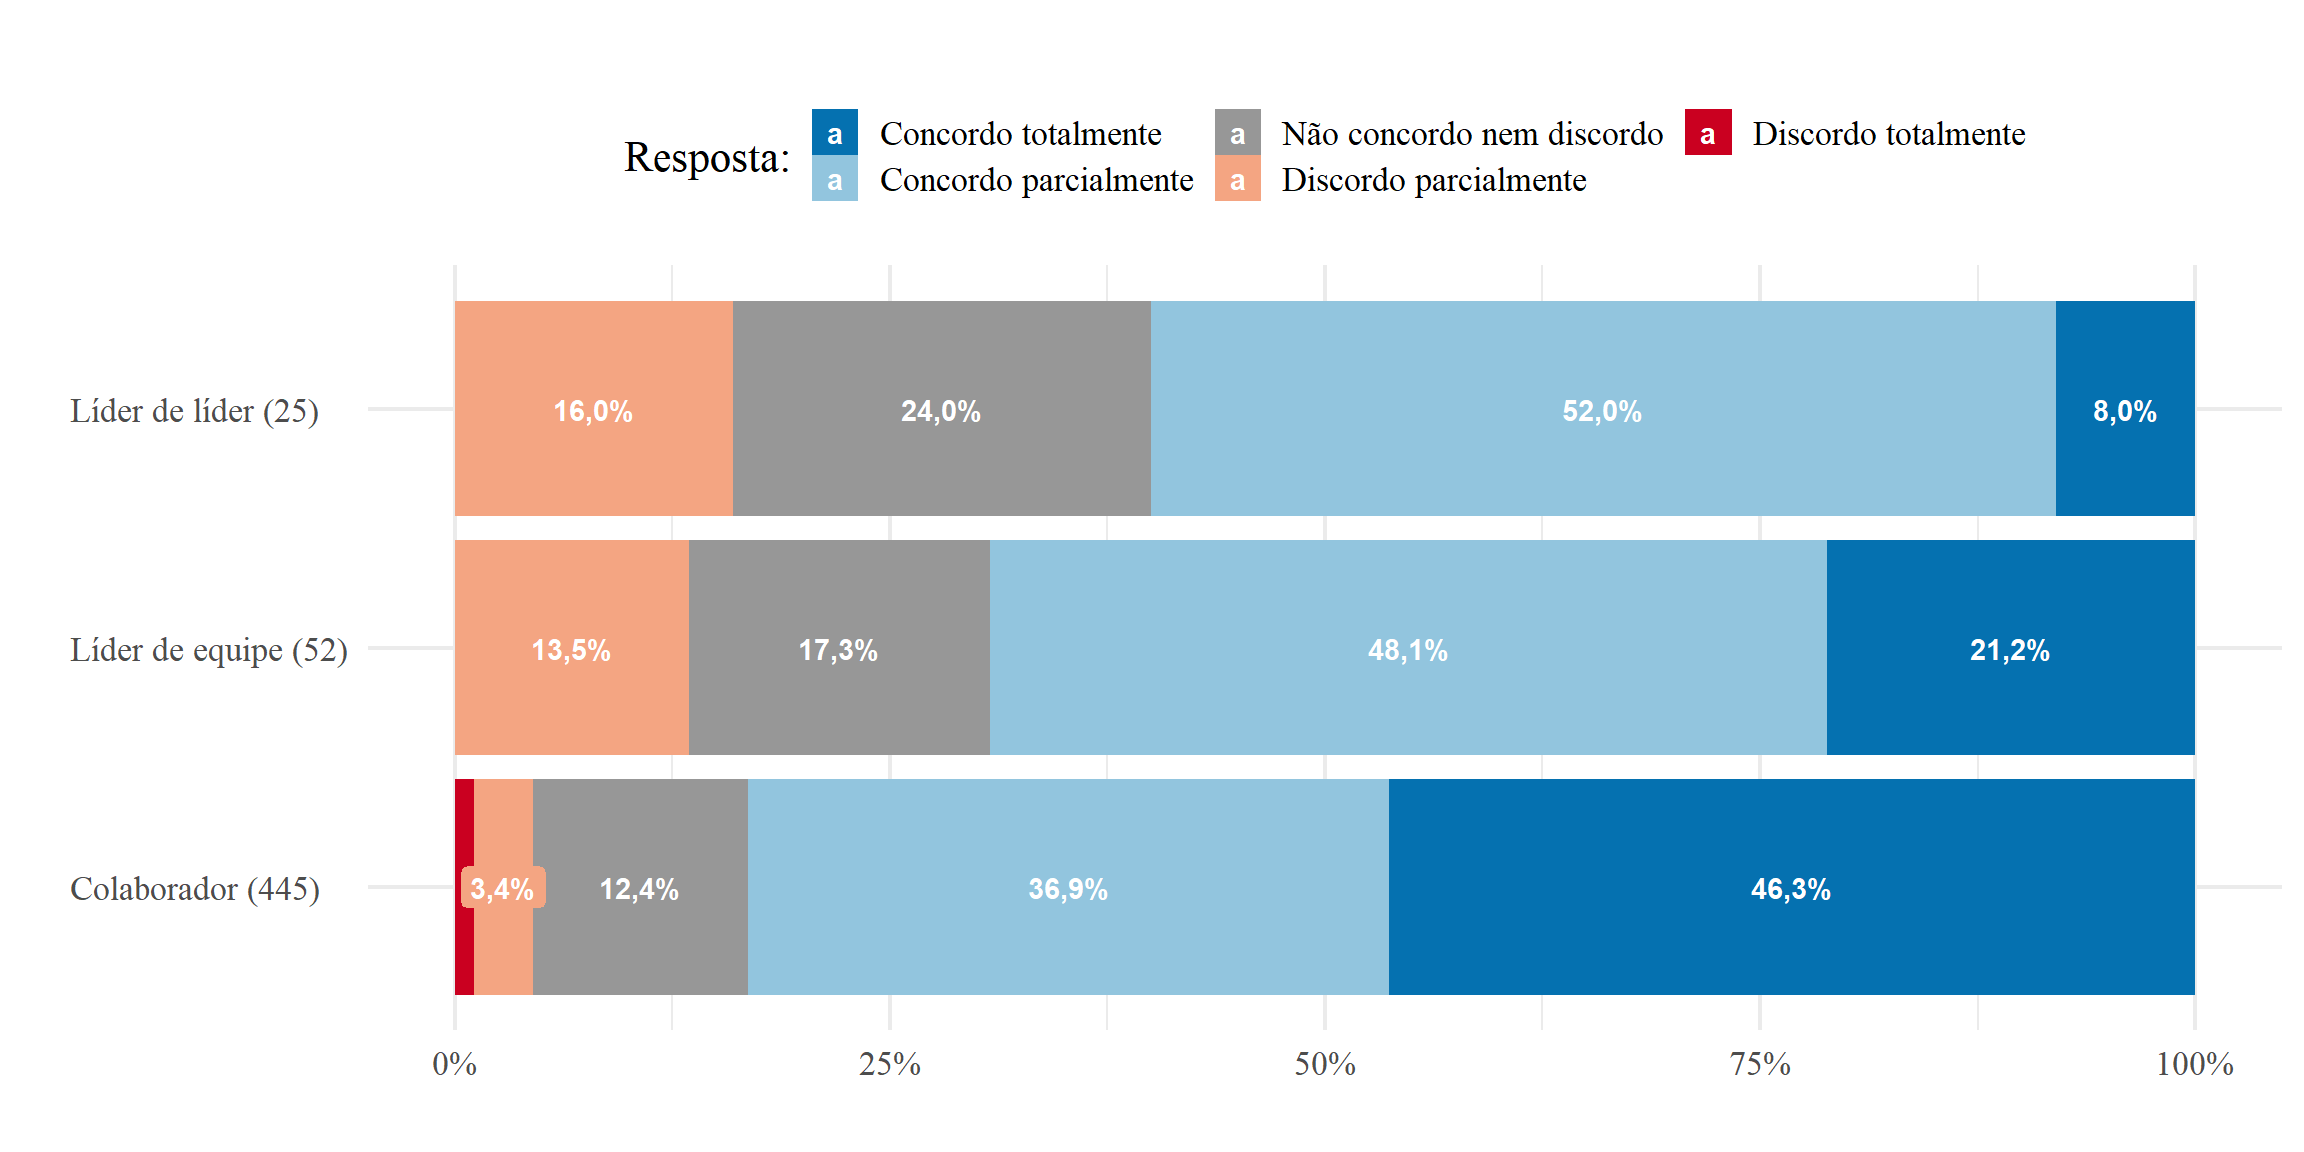 Resposta:
a Concordo totalmente
a Concordo parcialmente
a Não concordo nem discordo
a Discordo parcialmente
a Discordo totalmente
Líder de líder (25)
16,0% 24,0% 52,0% 8,0%
Líder de equipe (52)
13,5% 17,3% 48,1% 21,2%
Colaborador (445)
3,4% 12,4% 36,9% 46,3%
0% 25% 50% 75% 100%